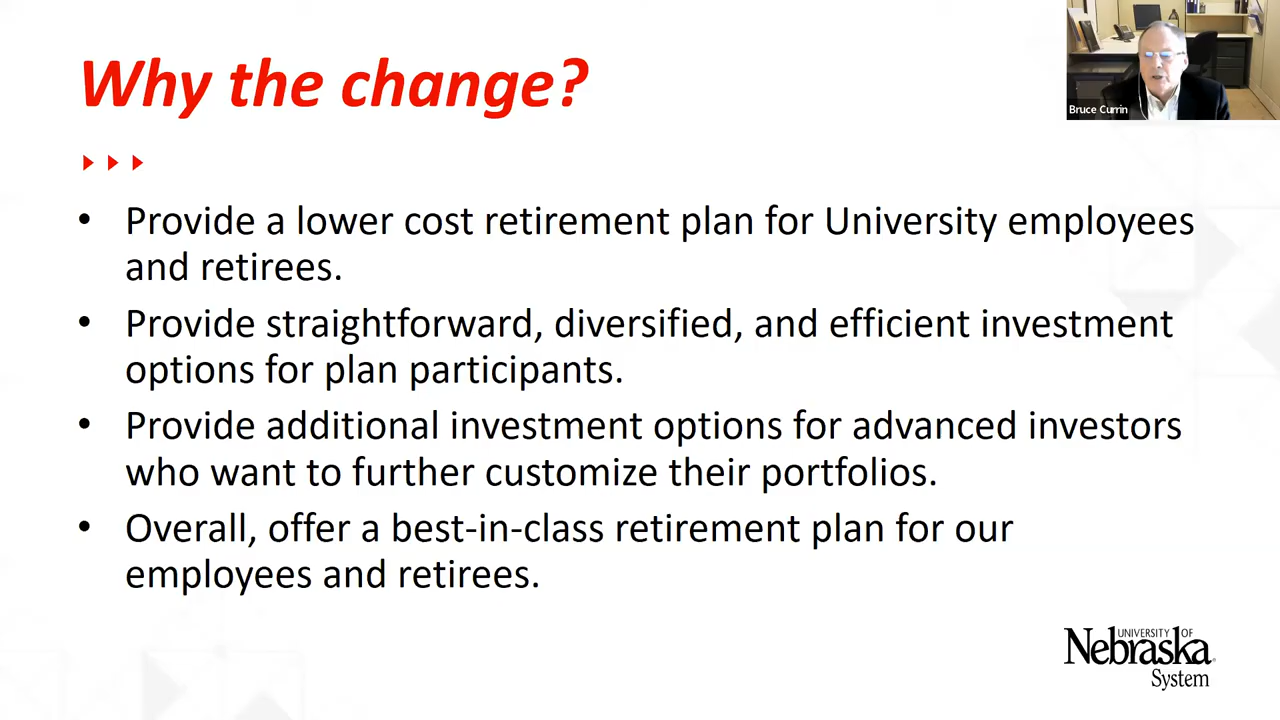 Why the change?
Bruce Currin
• Provide a lower cost retirement plan for University employees
and retirees.
• Provide straightforward, diversified, and efficient investment
options for plan participants.
• Provide additional investment options for advanced investors
who want to further customize their portfolios.
• Overall, offer a best-in-class retirement plan for our
employees and retirees.
UNIVERSITY OF
Nebraska
System